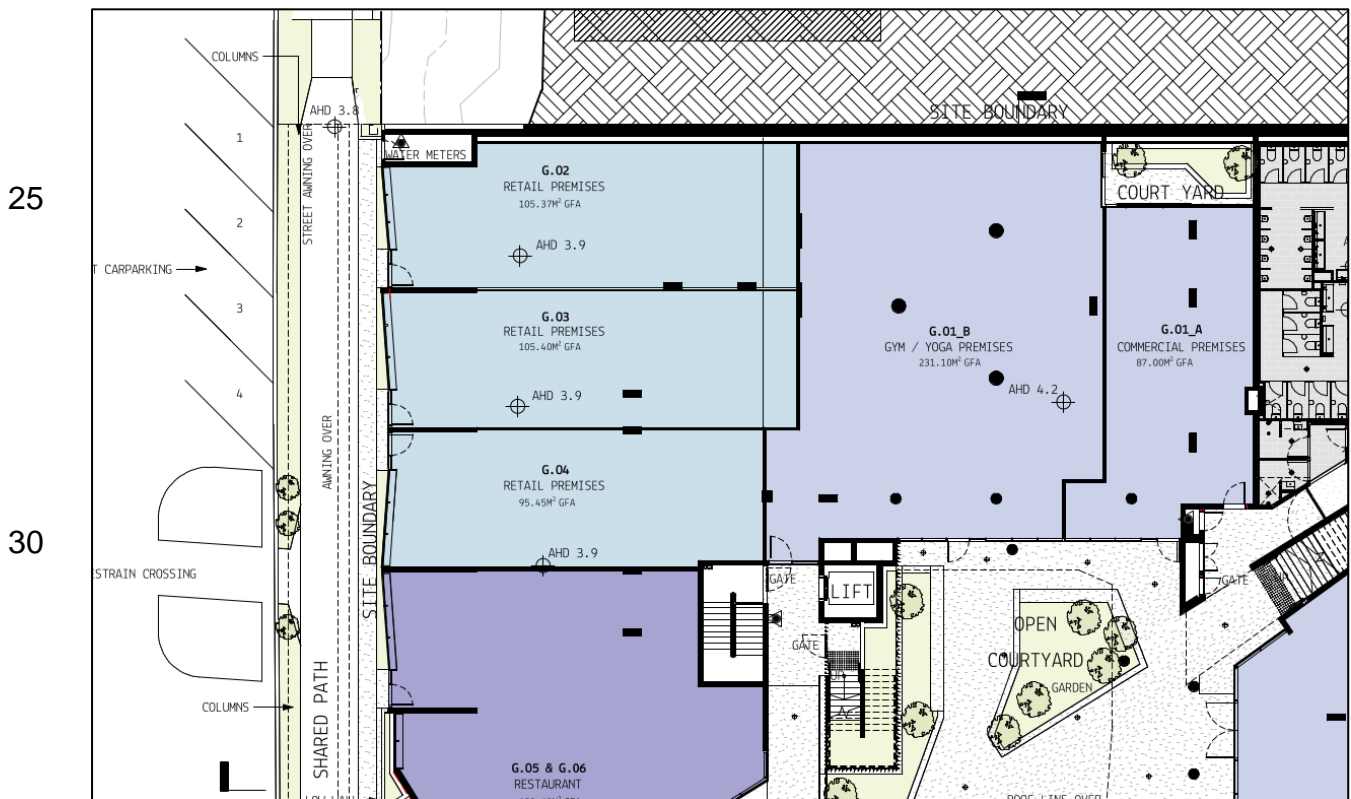 COLUMNS
AHD 3.8
SITE BOUNDARY
1
STREET AWNING OVER
WATER METERS
25
G.02
RETAIL PREMISES
105.37M² GFA
COURT YARD
2
CARPARKING
AHD 3.9
3
G.03
RETAIL PREMISES
105.40M² GFA
G.01_B
GYM / YOGA PREMISES
231.10M² GFA
G.01_A
COMMERCIAL PREMISES
87.00M² GFA
4
AHD 3.9
AHD 4.2
AWNING OVER
G.04
RETAIL PREMISES
95.45M² GFA
SITE BOUNDARY
30
AHD 3.9
ESTRAIN CROSSING
GATE
LIFT
GATE
UP
OPEN
COURTYARD
GARDEN
GATE
UP
SHARED PATH
COLUMNS
G.05 & G.06
RESTAURANT